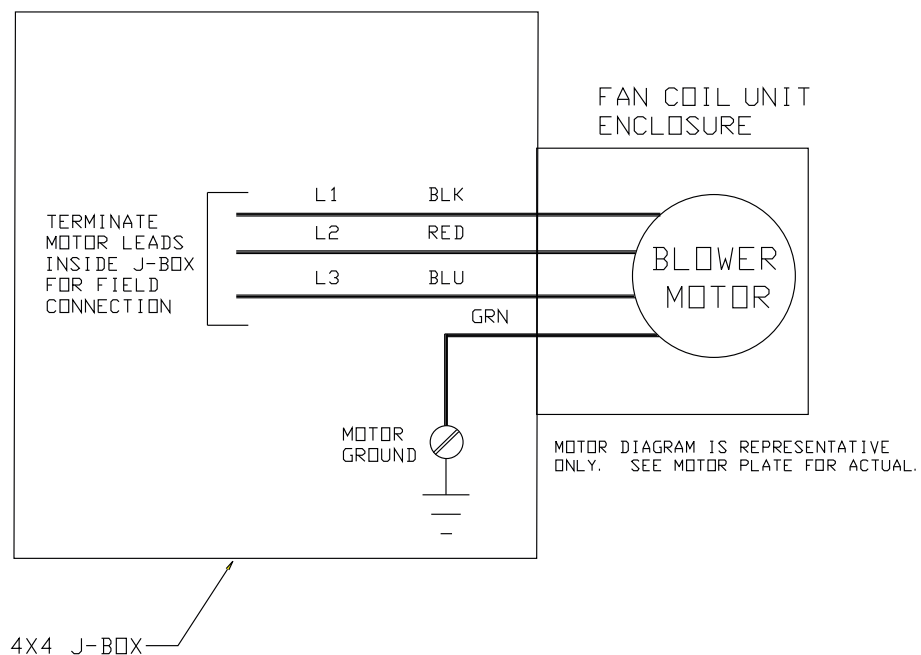 FAN COIL UNIT
ENCLOSURE
L1 BLK
TERMINATE
MOTOR LEADS
INSIDE J-BOX
FOR FIELD
CONNECTION
L2 RED
L3 BLU
GRN
BLOWER
MOTOR
MOTOR
GROUND
MOTOR DIAGRAM IS REPRESENTATIVE
ONLY. SEE MOTOR PLATE FOR ACTUAL.
4X4 J-BOX